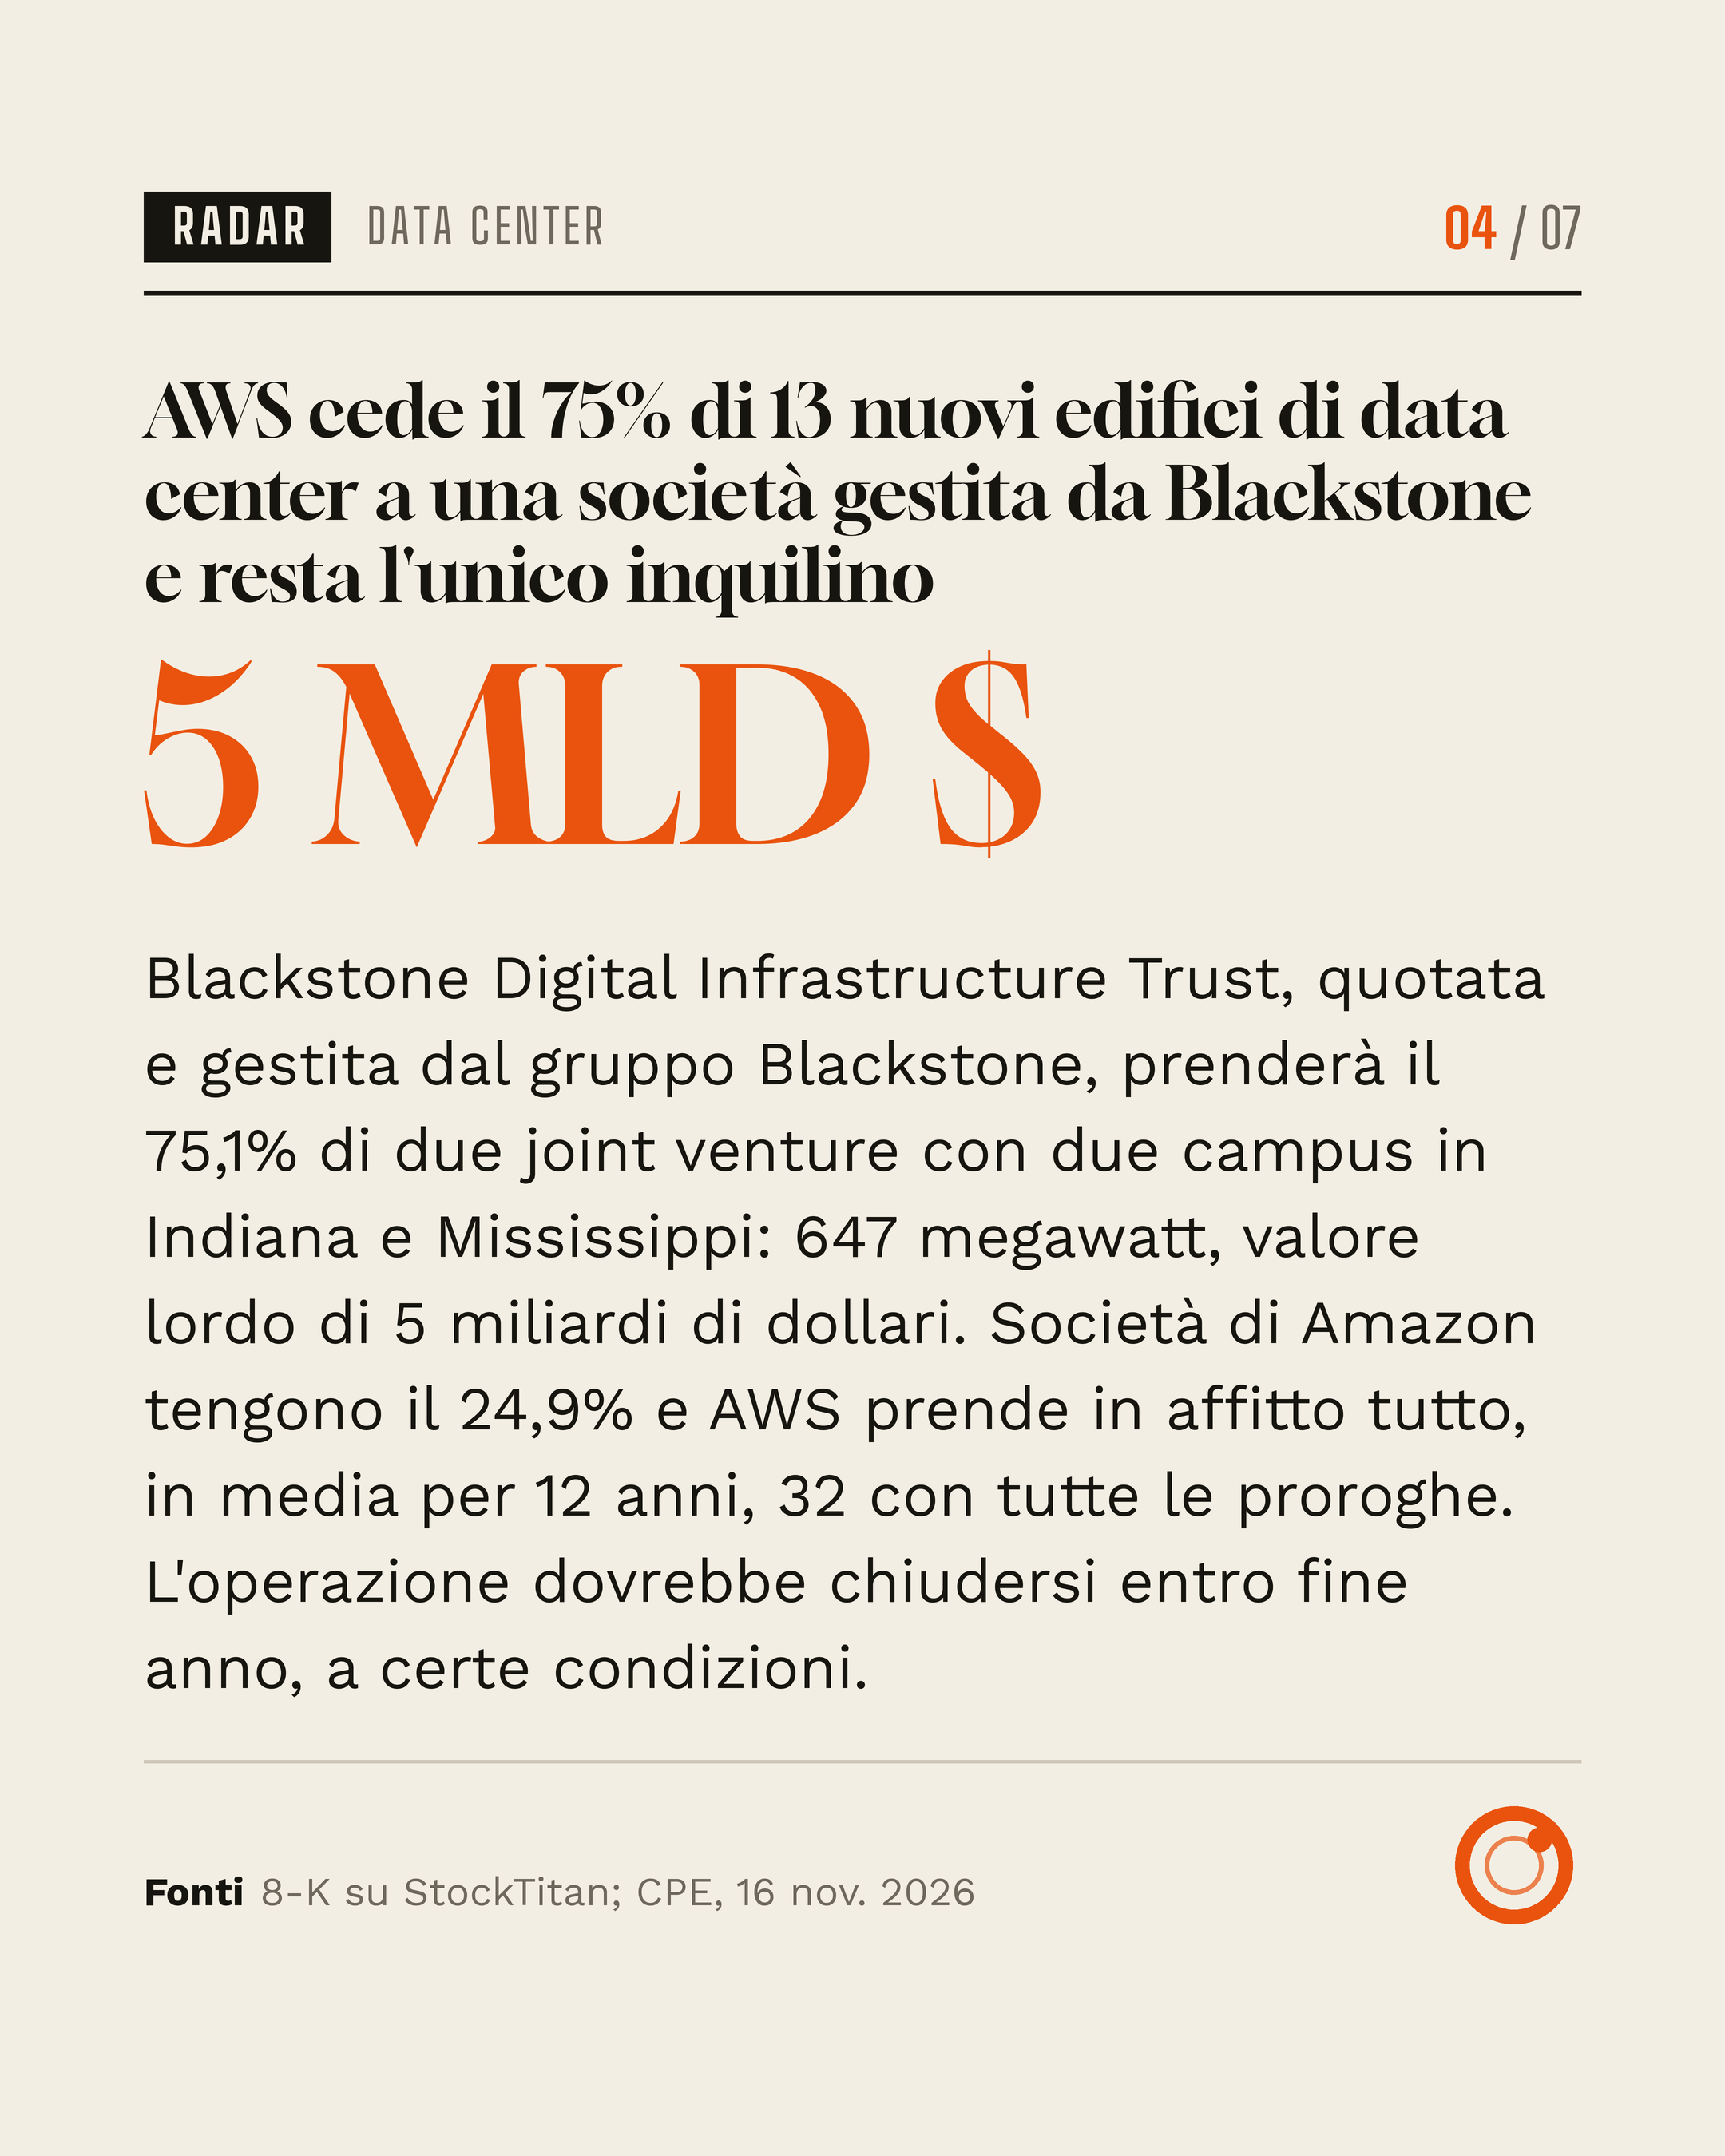 RADAR DATA CENTER 04 / 07
AWS cede il 75% di 13 nuovi edifici di data
center a una società gestita da Blackstone
e resta l'unico inquilino
5 MLD $
Blackstone Digital Infrastructure Trust, quotata
e gestita dal gruppo Blackstone, prenderà il
75,1% di due joint venture con due campus in
Indiana e Mississippi: 647 megawatt, valore
lordo di 5 miliardi di dollari. Società di Amazon
tengono il 24,9% e AWS prende in affitto tutto,
in media per 12 anni, 32 con tutte le proroghe.
L'operazione dovrebbe chiudersi entro fine
anno, a certe condizioni.
Fonti 8-K su StockTitan; CPE, 16 nov. 2026